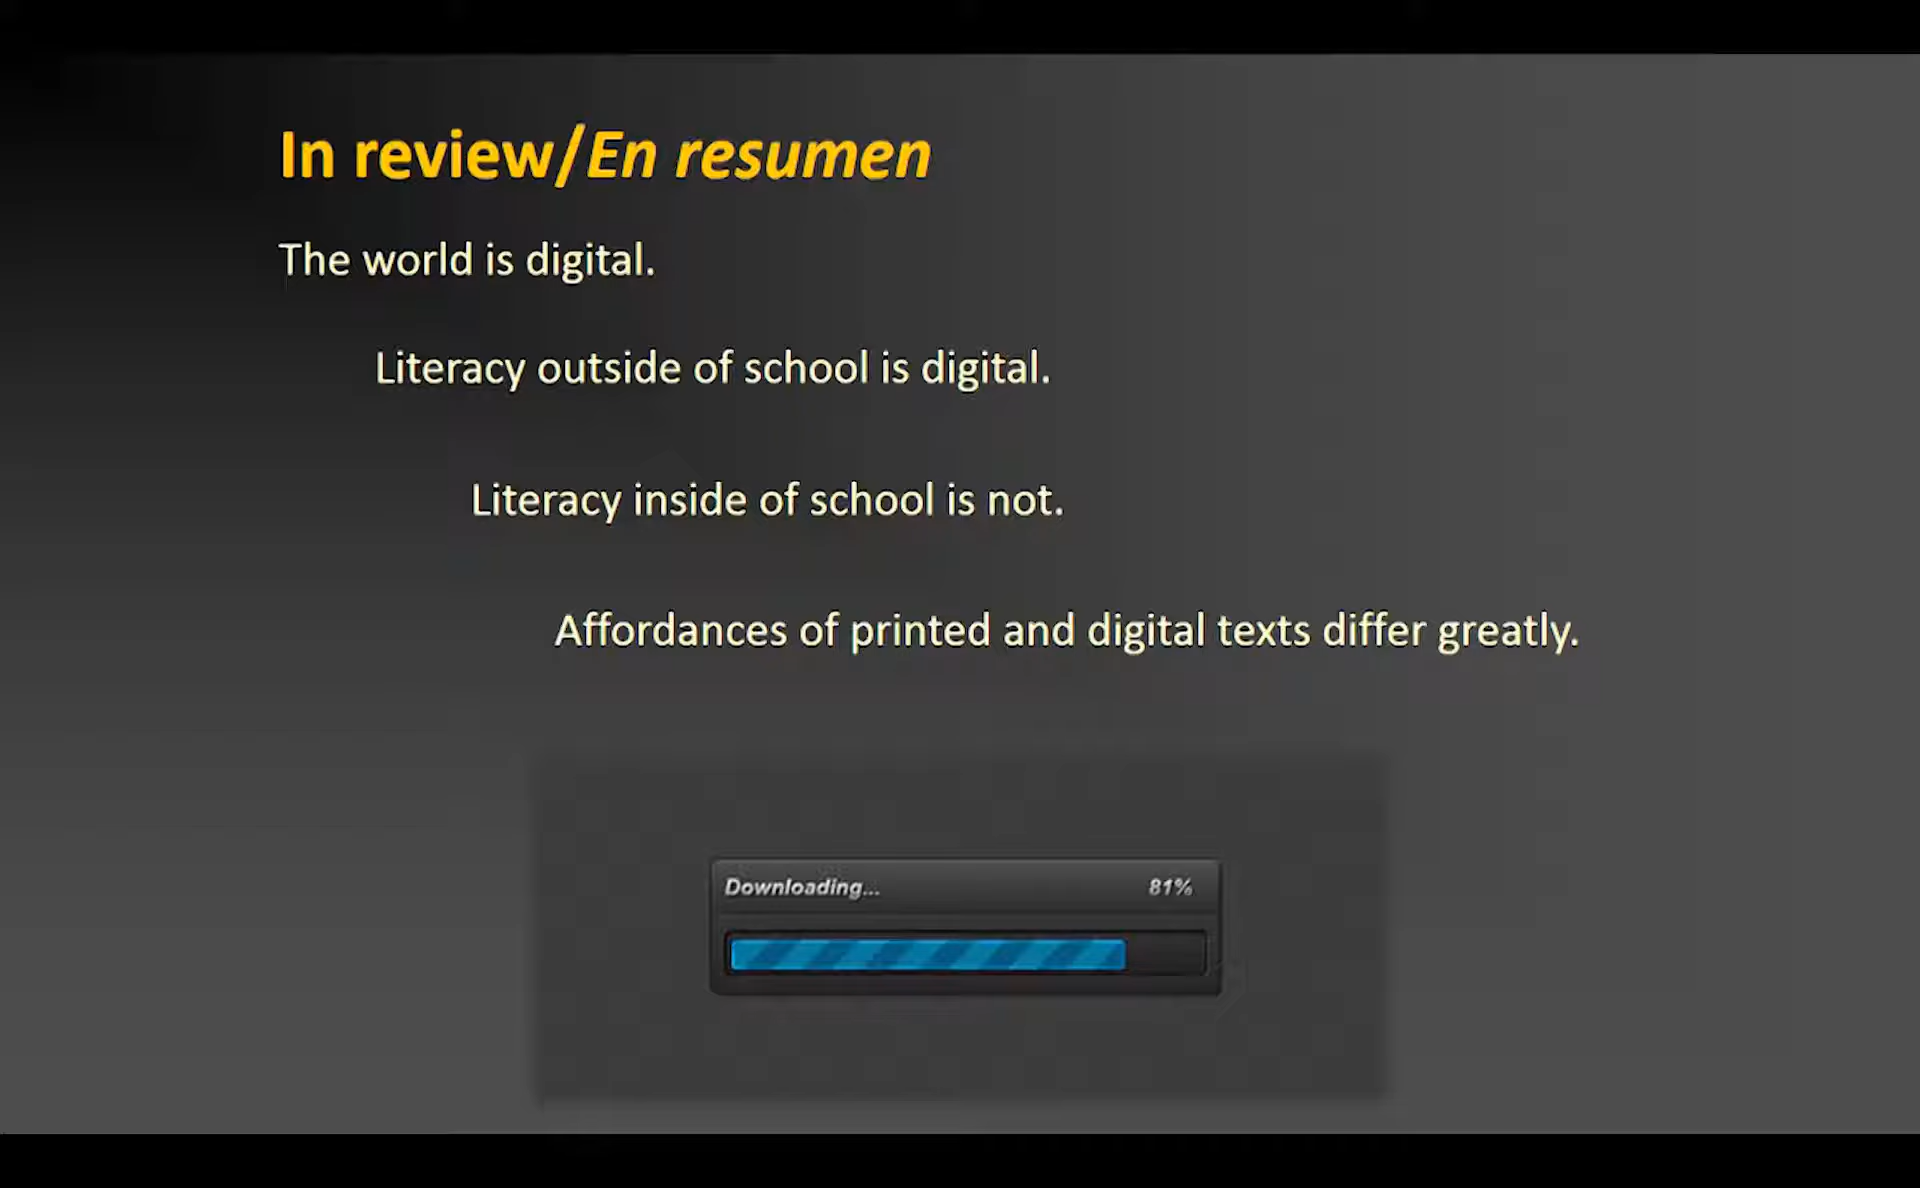 In review/En resumen
The world is digital.
Literacy outside of school is digital.
Literacy inside of school is not.
Affordances of printed and digital texts differ greatly.
Downloading... 81%